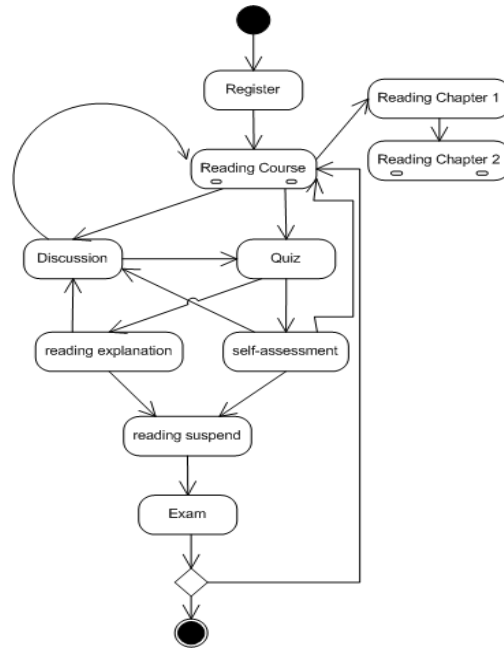 Register
Reading Chapter 1
Reading Course
Reading Chapter 2
Discussion
Quiz
reading explanation
self-assessment
reading suspend
Exam